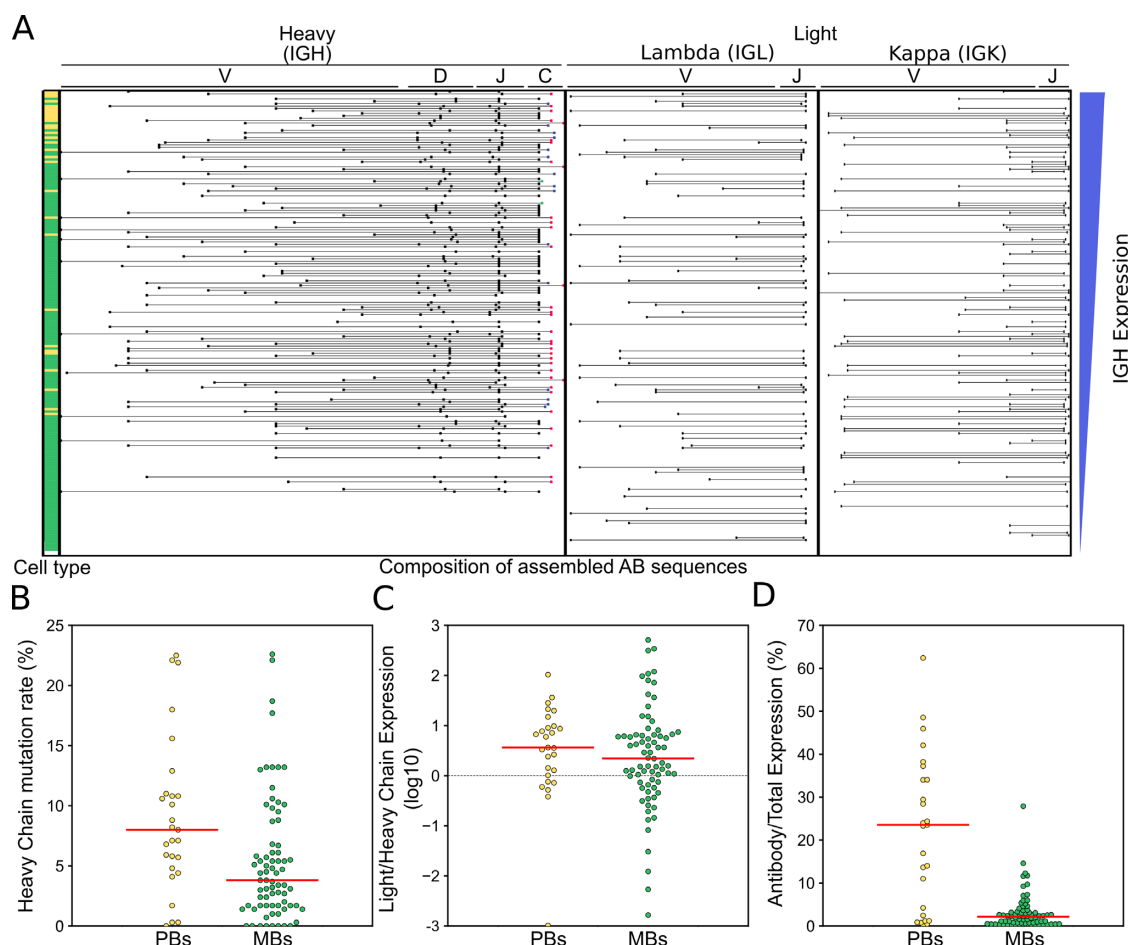 A
Heavy
(IGH)
Light
Lambda (IGL)
Kappa (IGK)
V
D
J
C
V
J
V
J
IGH Expression
Cell type
Composition of assembled AB sequences
B
Heavy Chain mutation rate (%)
25
20
15
10
5
0
PBs
MBs
C
Light/Heavy Chain Expression
(log10)
3
2
1
0
−1
−2
−3
PBs
MBs
D
Antibody/Total Expression (%)
70
60
50
40
30
20
10
0
PBs
MBs